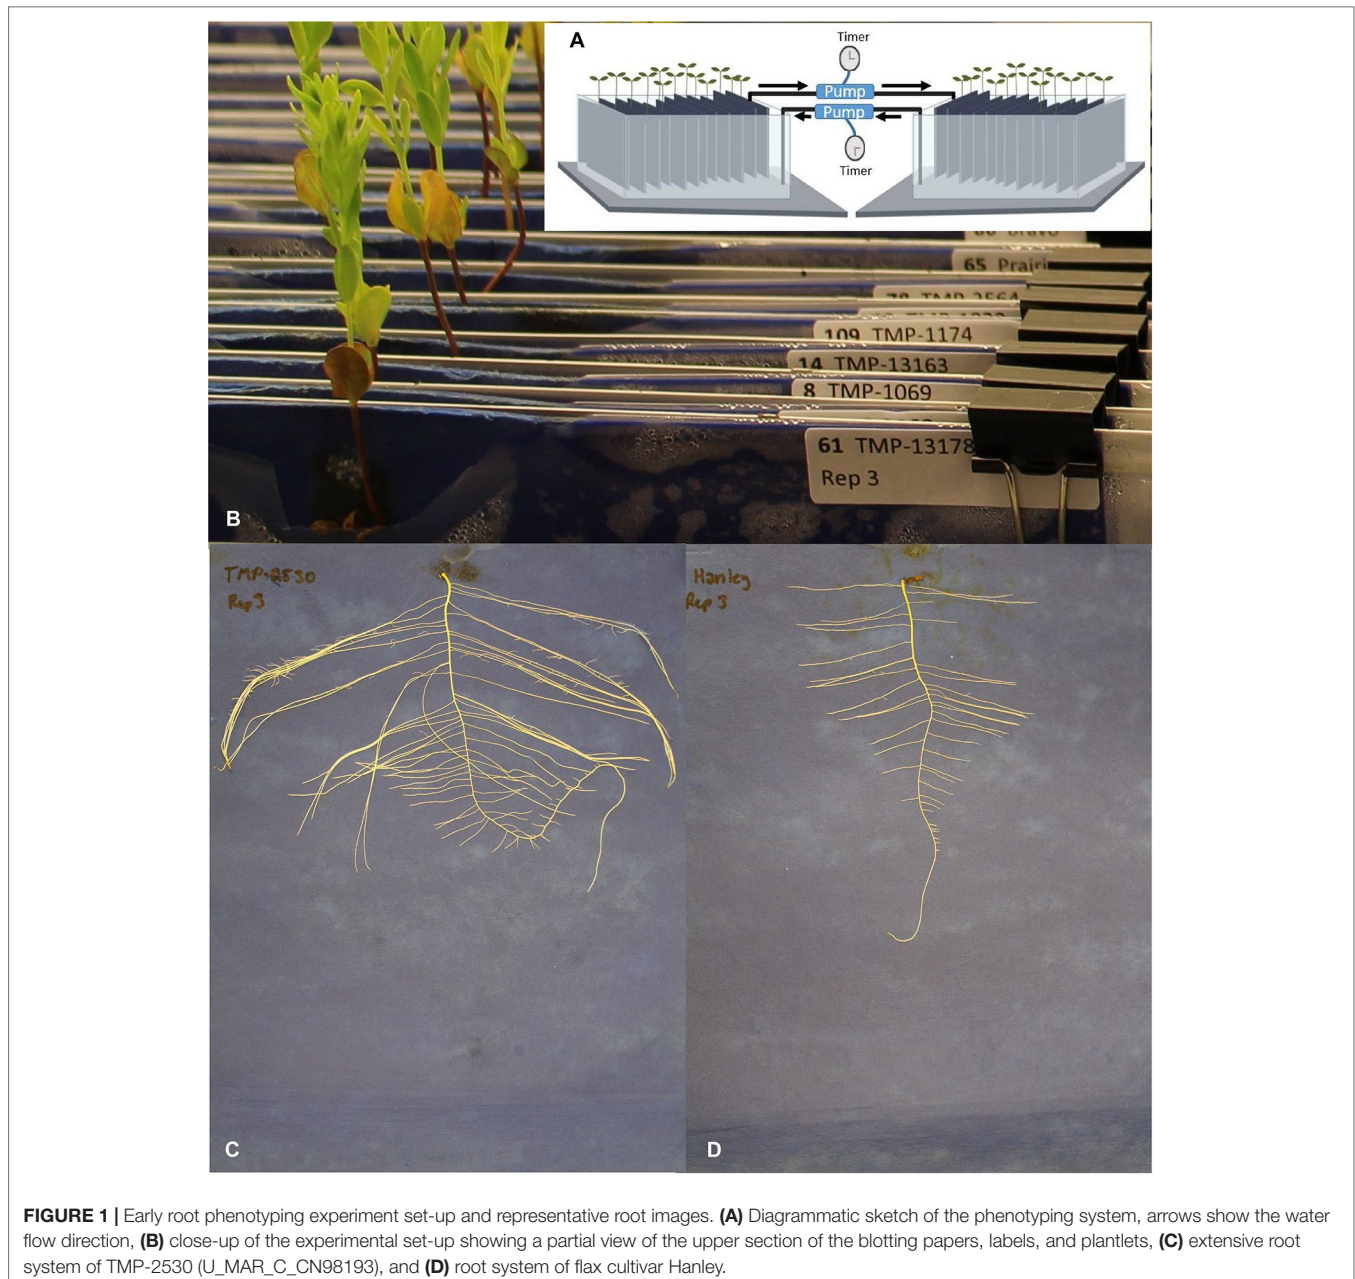 A
Timer
Pump
Pump
Timer
65 Prairi
109 TMP-1174
14 TMP-13163
8 TMP-1069
61 TMP-13178
Rep 3
B
TMP-2530
Rep 3
Hanley
Rep 3
C
D
FIGURE 1 | Early root phenotyping experiment set-up and representative root images. (A) Diagrammatic sketch of the phenotyping system, arrows show the water
flow direction, (B) close-up of the experimental set-up showing a partial view of the upper section of the blotting papers, labels, and plantlets, (C) extensive root
system of TMP-2530 (U_MAR_C_CN98193), and (D) root system of flax cultivar Hanley.